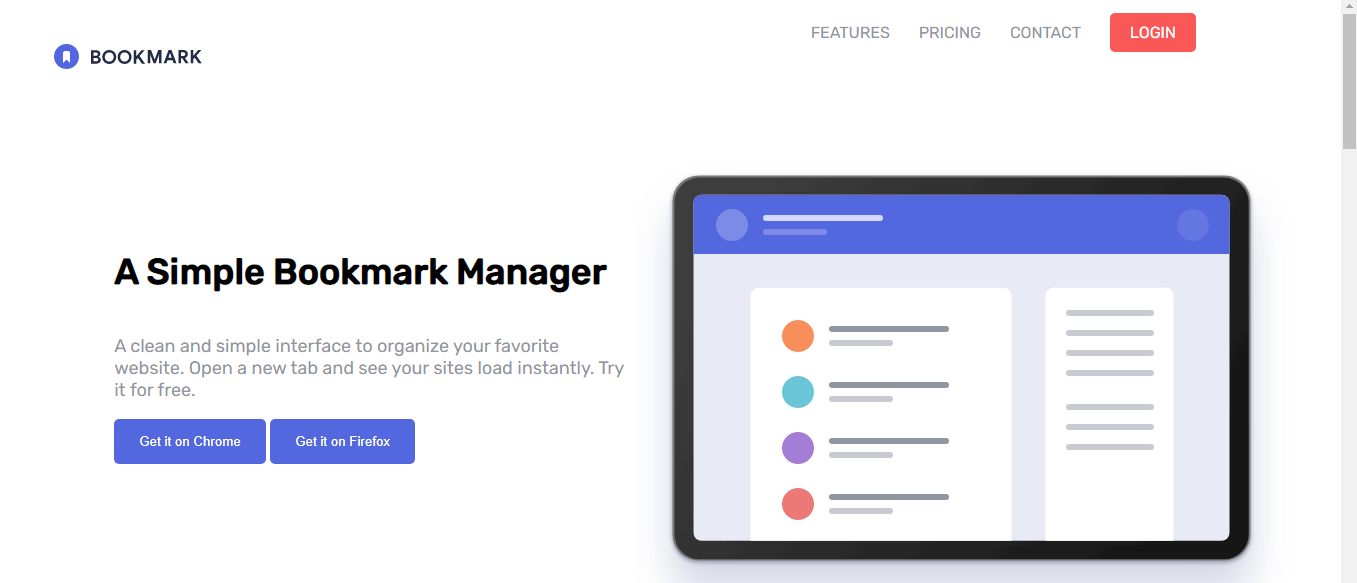 BOOKMARK
FEATURES PRICING CONTACT LOGIN
A Simple Bookmark Manager
A clean and simple interface to organize your favorite
website. Open a new tab and see your sites load instantly. Try
it for free.
Get it on Chrome Get it on Firefox